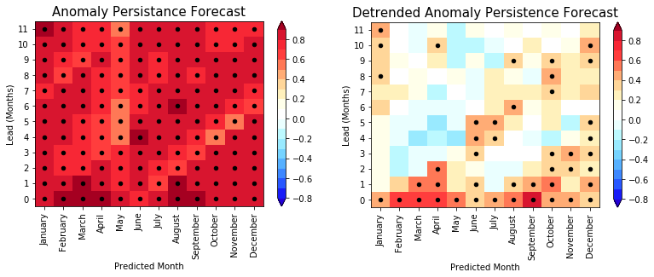 Anomaly Persistance Forecast
Lead (Months)
11
10
9
8
7
6
5
4
3
2
1
0
January
February
March
April
May
June
July
August
September
October
November
December
Predicted Month
0.8
0.6
0.4
0.2
0.0
−0.2
−0.4
−0.6
−0.8
Detrended Anomaly Persistence Forecast
Lead (Months)
11
10
9
8
7
6
5
4
3
2
1
0
January
February
March
April
May
June
July
August
September
October
November
December
Predicted Month
0.8
0.6
0.4
0.2
0.0
−0.2
−0.4
−0.6
−0.8